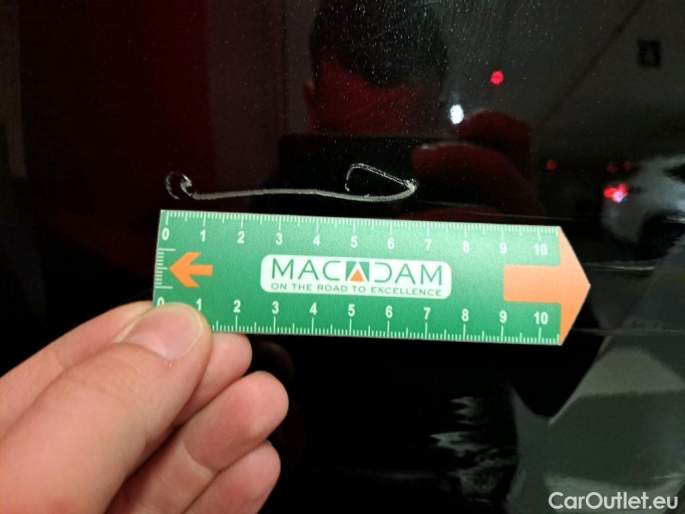 0 1 2 3 4 5 6 7 8 9 10
MACADAM
ON THE ROAD TO EXCELLENCE
0 1 2 3 4 5 6 7 8 9 10
CarOutlet.eu